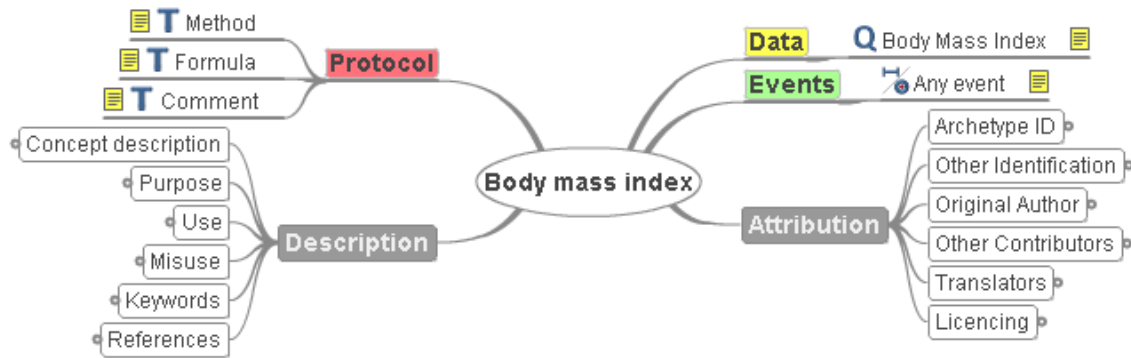 Body mass index
Protocol
T Method
T Formula
T Comment
Description
Concept description
Purpose
Use
Misuse
Keywords
References
Data
Q Body Mass Index
Events
Any event
Attribution
Archetype ID
Other Identification
Original Author
Other Contributors
Translators
Licencing